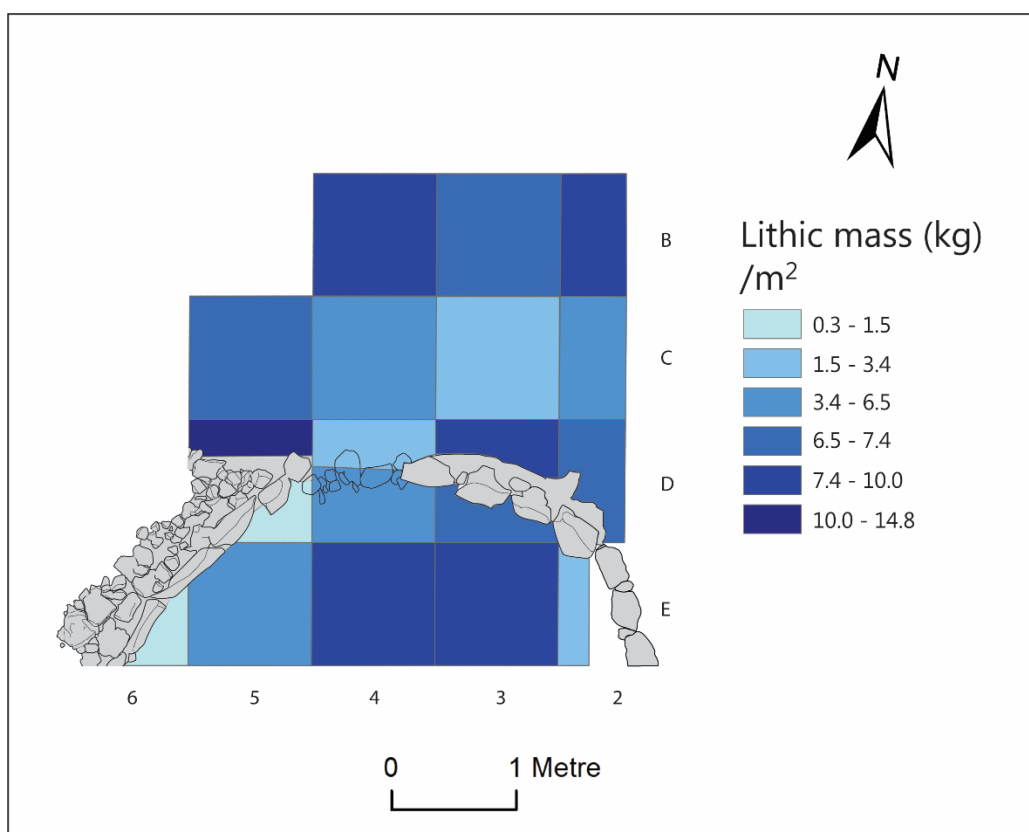 N
B
Lithic mass (kg)
/m²
0.3 - 1.5
1.5 - 3.4
C
3.4 - 6.5
6.5 - 7.4
7.4 - 10.0
D
10.0 - 14.8
E
6 5 4 3 2
0 1 Metre